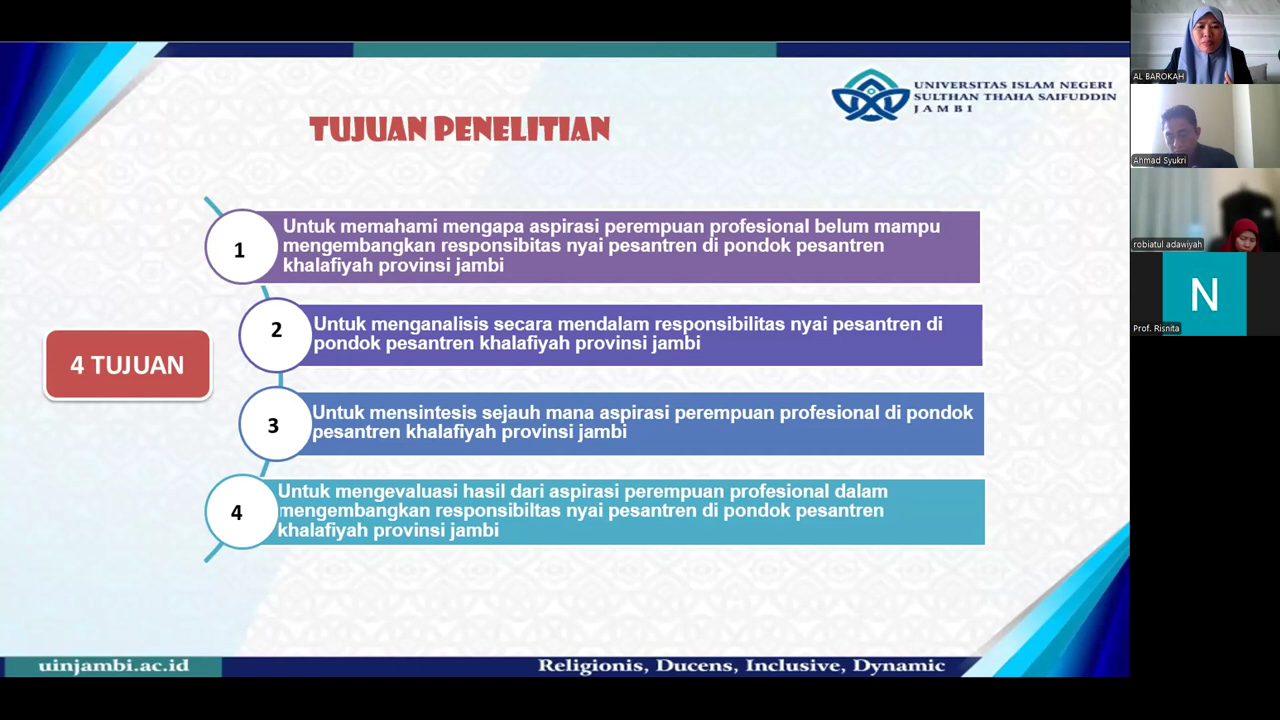 UNIVERSITAS ISLAM NEGERI
SULTHAN THAHA SAIFUDDIN
JAMBI
TUJUAN PENELITIAN
4 TUJUAN
1
Untuk memahami mengapa aspirasi perempuan profesional belum mampu
mengembangkan responsibitas nyai pesantren di pondok pesantren
khalafiyah provinsi jambi
2
Untuk menganalisis secara mendalam responsibilitas nyai pesantren di
pondok pesantren khalafiyah provinsi jambi
3
Untuk mensintesis sejauh mana aspirasi perempuan profesional di pondok
pesantren khalafiyah provinsi jambi
4
Untuk mengevaluasi hasil dari aspirasi perempuan profesional dalam
mengembangkan responsibiltas nyai pesantren di pondok pesantren
khalafiyah provinsi jambi
uinjambi.ac.id
Religionis, Ducens, Inclusive, Dynamic
AL BAROKAH
Ahmad Syukri
robiatul adawiyah
N
Prof. Risnita